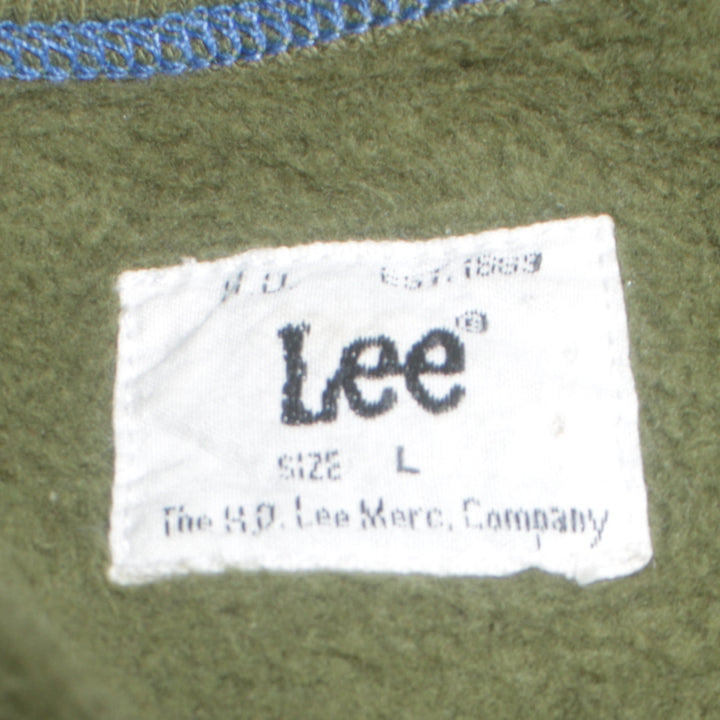 H.D. EST.1889
Lee®
SIZE L
The H.D. Lee Merc. Company